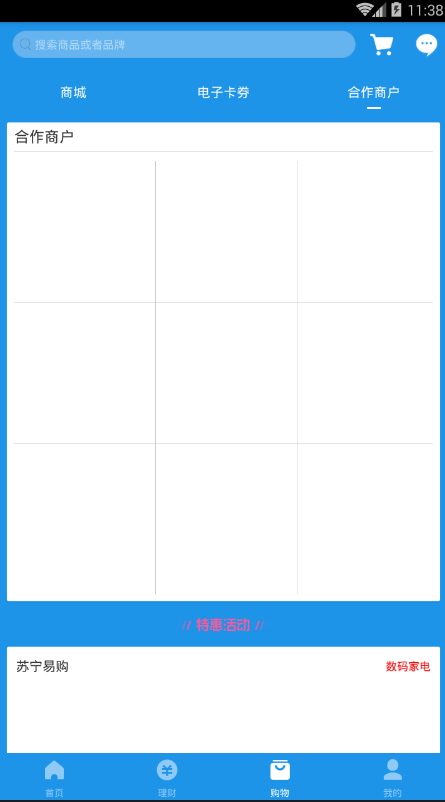 11:38
搜索商品或者品牌
商城 电子卡券 合作商户
合作商户
// 特惠活动 //
苏宁易购 数码家电
首页 理财 购物 我的